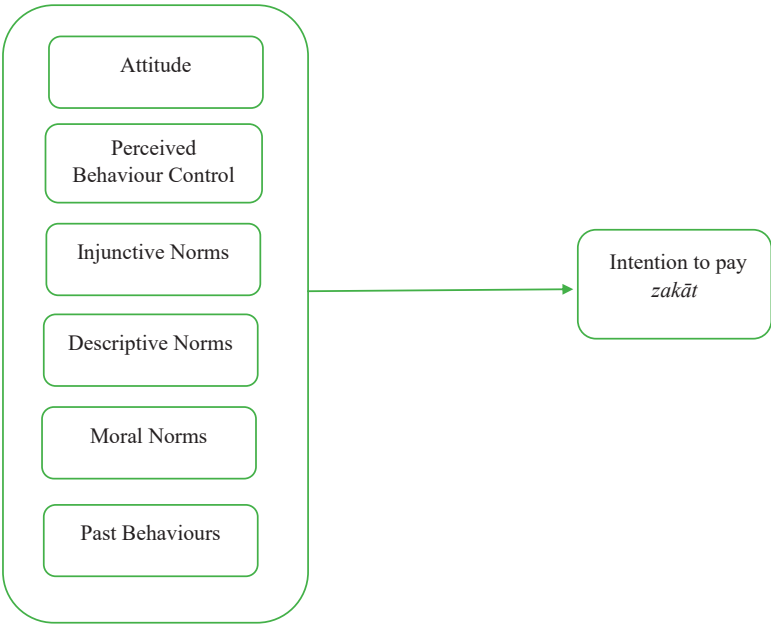 Attitude
Perceived
Behaviour Control
Injunctive Norms
Descriptive Norms
Moral Norms
Past Behaviours
Intention to pay
zakāt